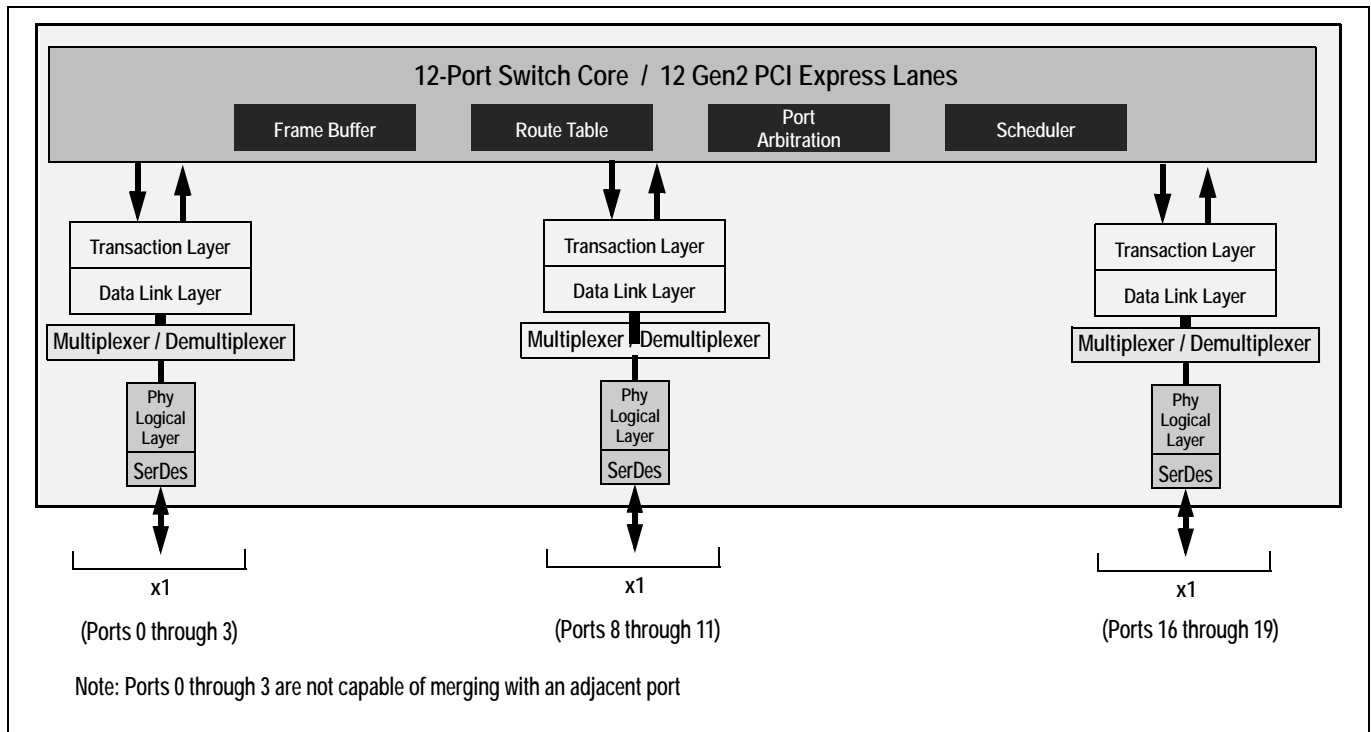 12-Port Switch Core / 12 Gen2 PCI Express Lanes
Frame Buffer
Route Table
Port
Arbitration
Scheduler
Transaction Layer
Data Link Layer
Multiplexer / Demultiplexer
Phy
Logical
Layer
SerDes
x1
(Ports 0 through 3)
Transaction Layer
Data Link Layer
Multiplexer / Demultiplexer
Phy
Logical
Layer
SerDes
x1
(Ports 8 through 11)
Transaction Layer
Data Link Layer
Multiplexer / Demultiplexer
Phy
Logical
Layer
SerDes
x1
(Ports 16 through 19)
Note: Ports 0 through 3 are not capable of merging with an adjacent port